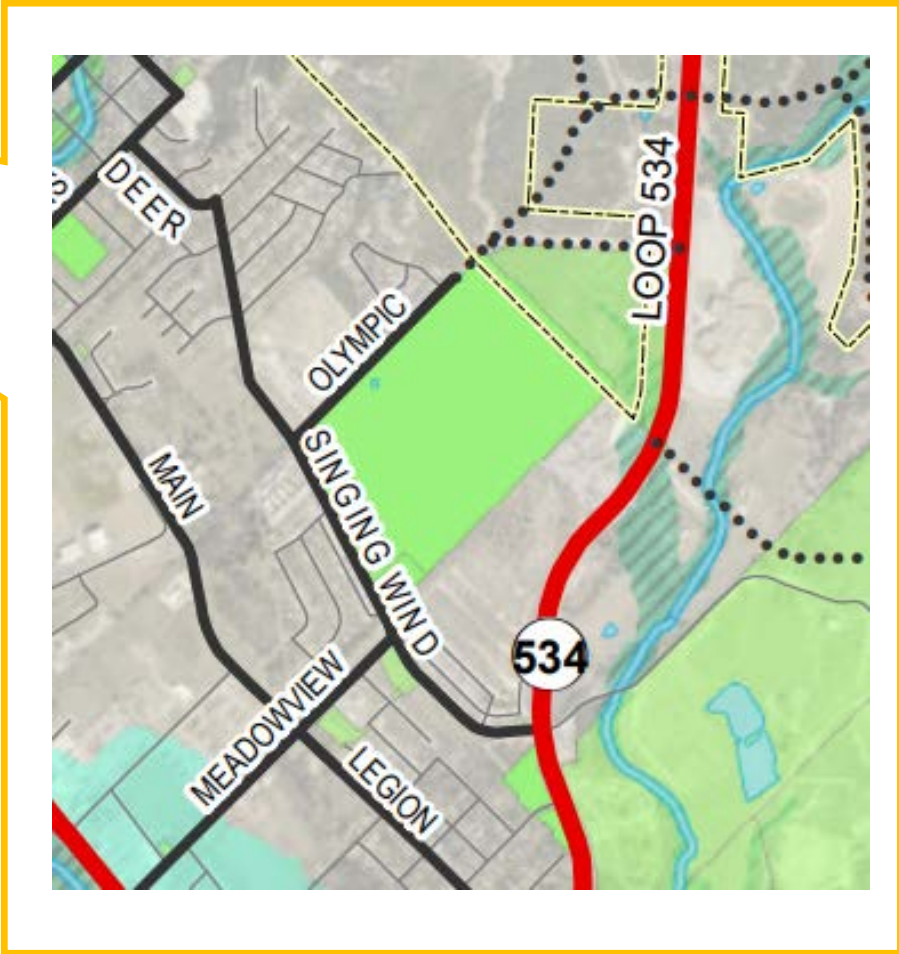 DEER
LOOP 534
OLYMPIC
MAIN
SINGING WIND
534
MEADOWVIEW
LEGION